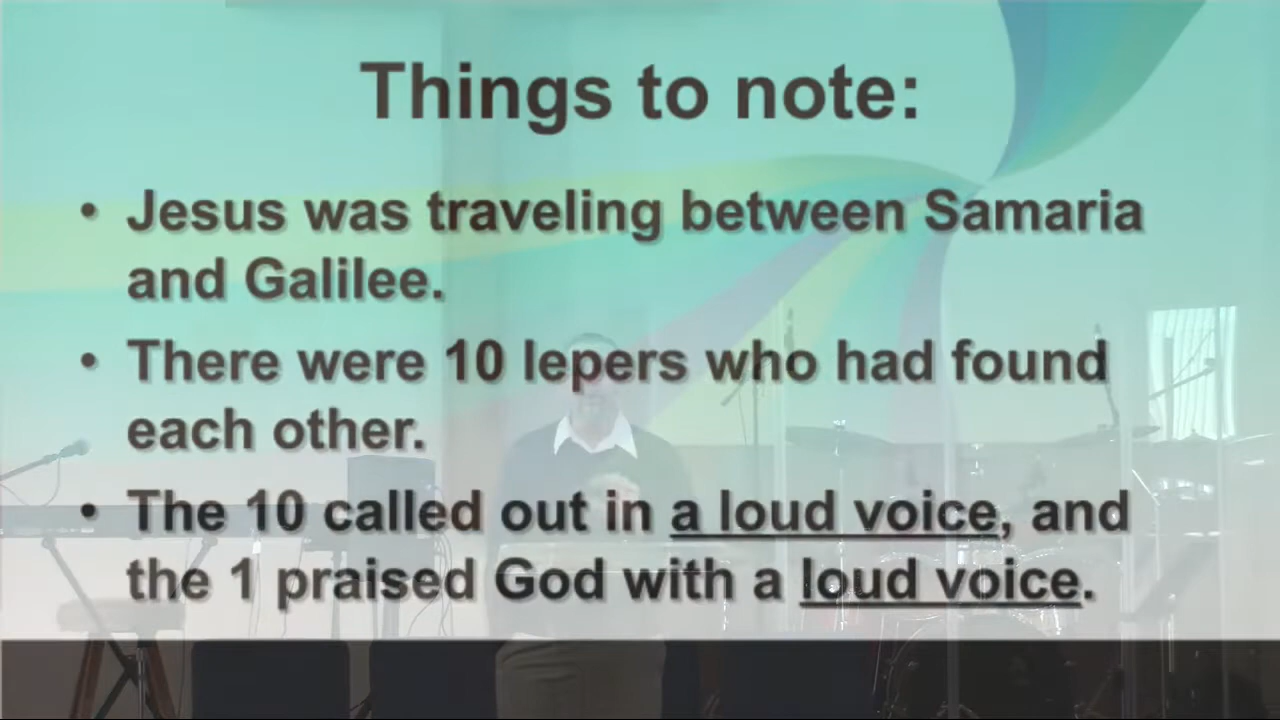 Things to note:
• Jesus was traveling between Samaria
and Galilee.
• There were 10 lepers who had found
each other.
• The 10 called out in a loud voice, and
the 1 praised God with a loud voice.